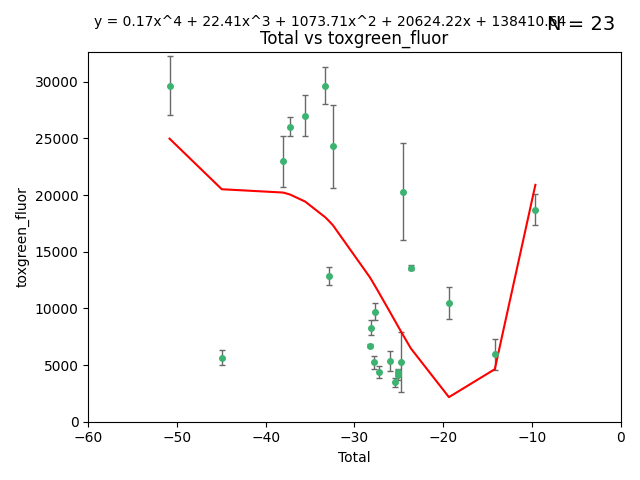 y = 0.17x^4 + 22.41x^3 + 1073.71x^2 + 20624.22x + 138410.64
N = 23
Total vs toxgreen_fluor
30000
25000
20000
15000
10000
5000
0
toxgreen_fluor
−60 −50 −40 −30 −20 −10 0
Total